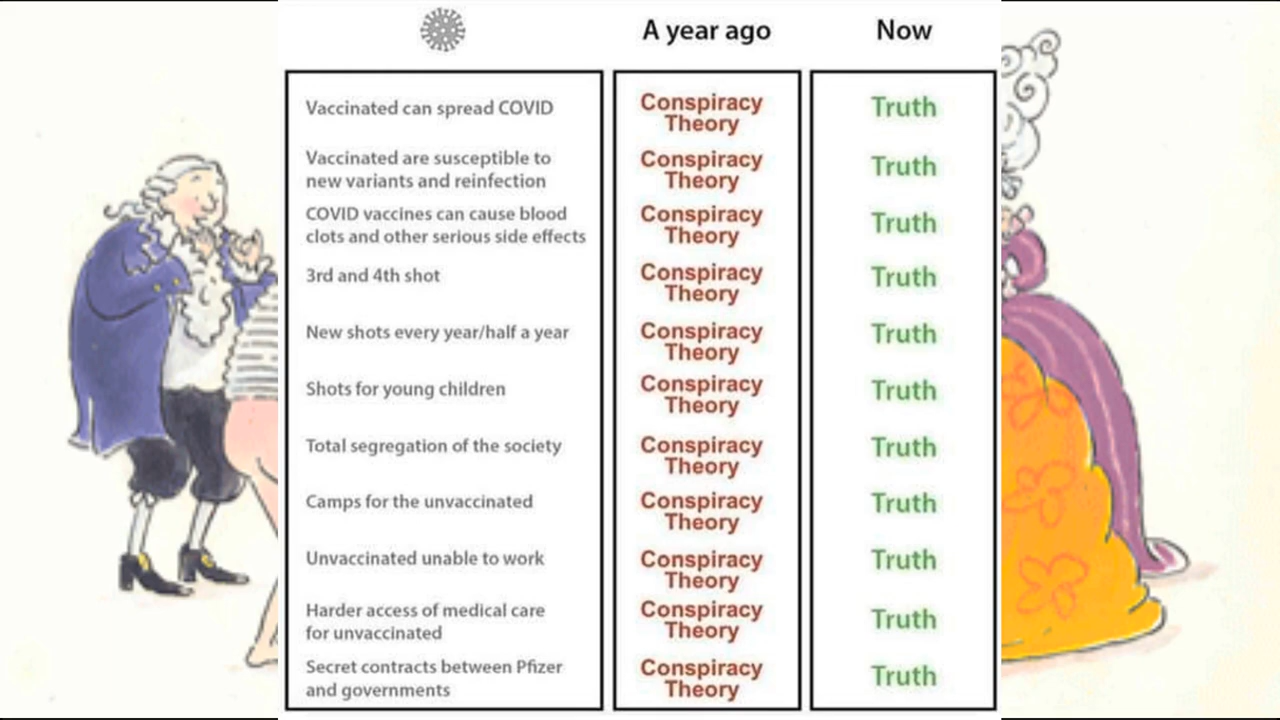 A year ago Now
Vaccinated can spread COVID Conspiracy Theory Truth
Vaccinated are susceptible to
new variants and reinfection Conspiracy Theory Truth
COVID vaccines can cause blood
clots and other serious side effects Conspiracy Theory Truth
3rd and 4th shot Conspiracy Theory Truth
New shots every year/half a year Conspiracy Theory Truth
Shots for young children Conspiracy Theory Truth
Total segregation of the society Conspiracy Theory Truth
Camps for the unvaccinated Conspiracy Theory Truth
Unvaccinated unable to work Conspiracy Theory Truth
Harder access of medical care
for unvaccinated Conspiracy Theory Truth
Secret contracts between Pfizer
and governments Conspiracy Theory Truth